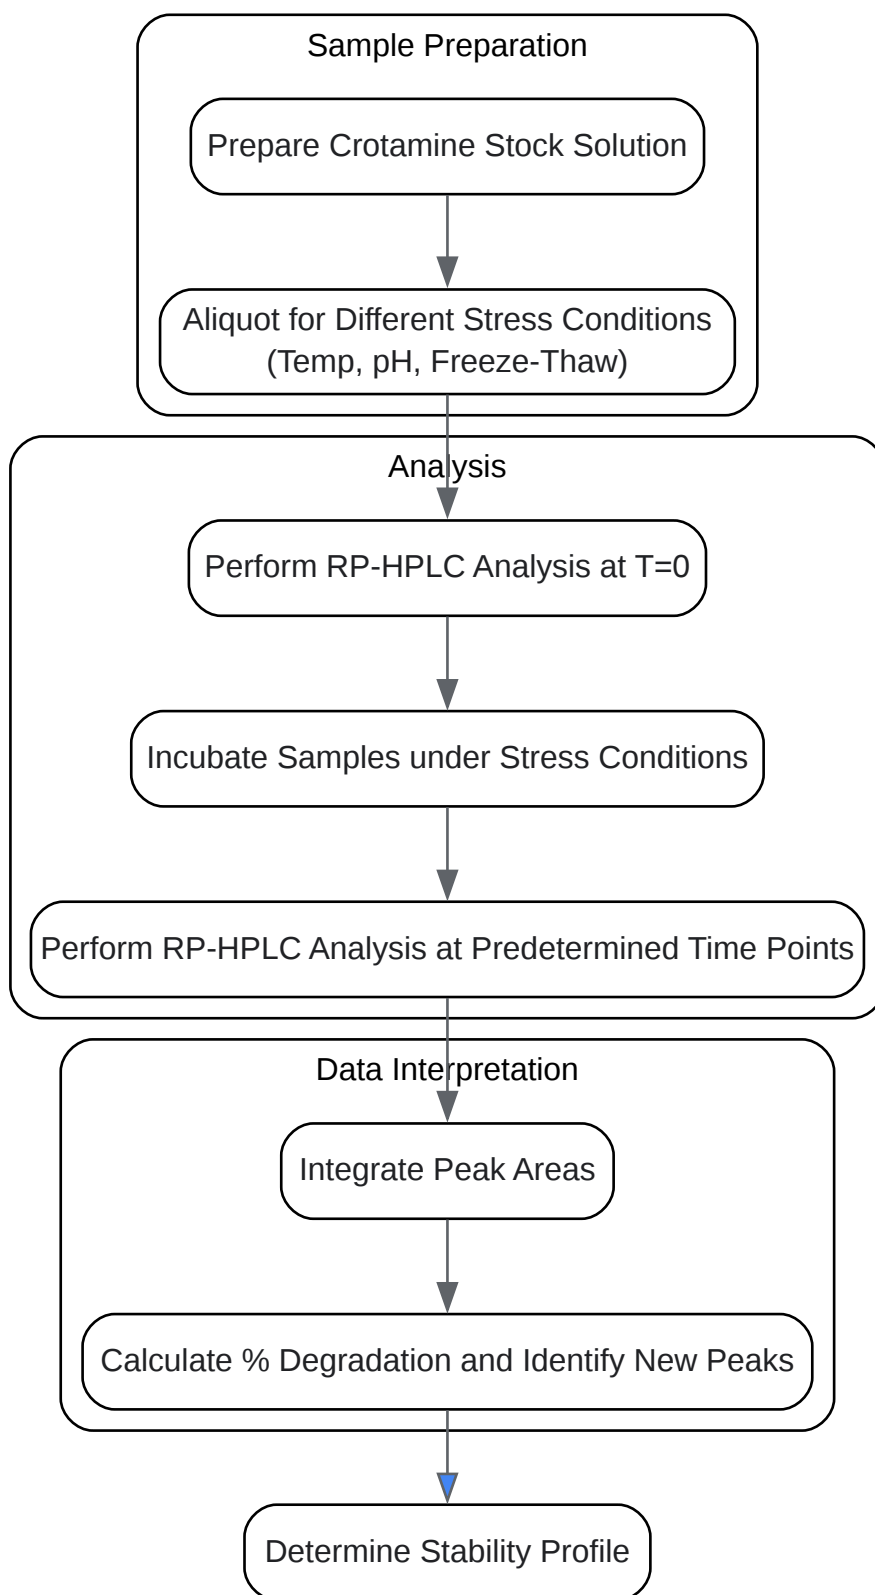 Sample Preparation
Prepare Crotamine Stock Solution
Aliquot for Different Stress Conditions
(Temp, pH, Freeze-Thaw)
Analysis
Perform RP-HPLC Analysis at T=0
Incubate Samples under Stress Conditions
Perform RP-HPLC Analysis at Predetermined Time Points
Data Interpretation
Integrate Peak Areas
Calculate % Degradation and Identify New Peaks
Determine Stability Profile